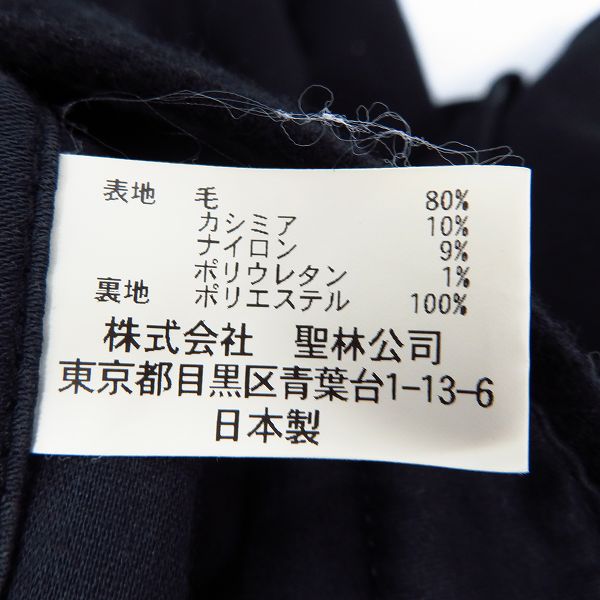 表地 毛 80%
カシミア 10%
ナイロン 9%
ポリウレタン 1%
裏地 ポリエステル 100%
株式会社 聖林公司
東京都目黒区青葉台1-13-6
日本製